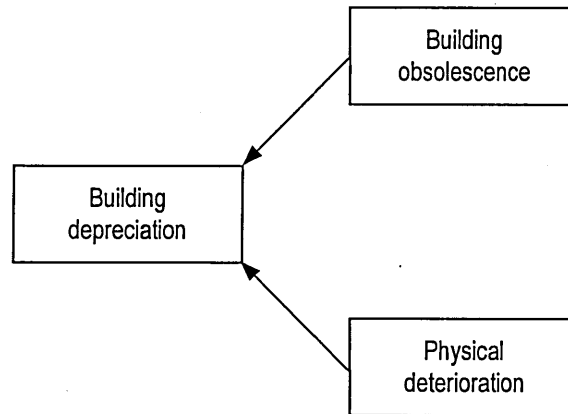 Building
obsolescence
Building
depreciation
Physical
deterioration